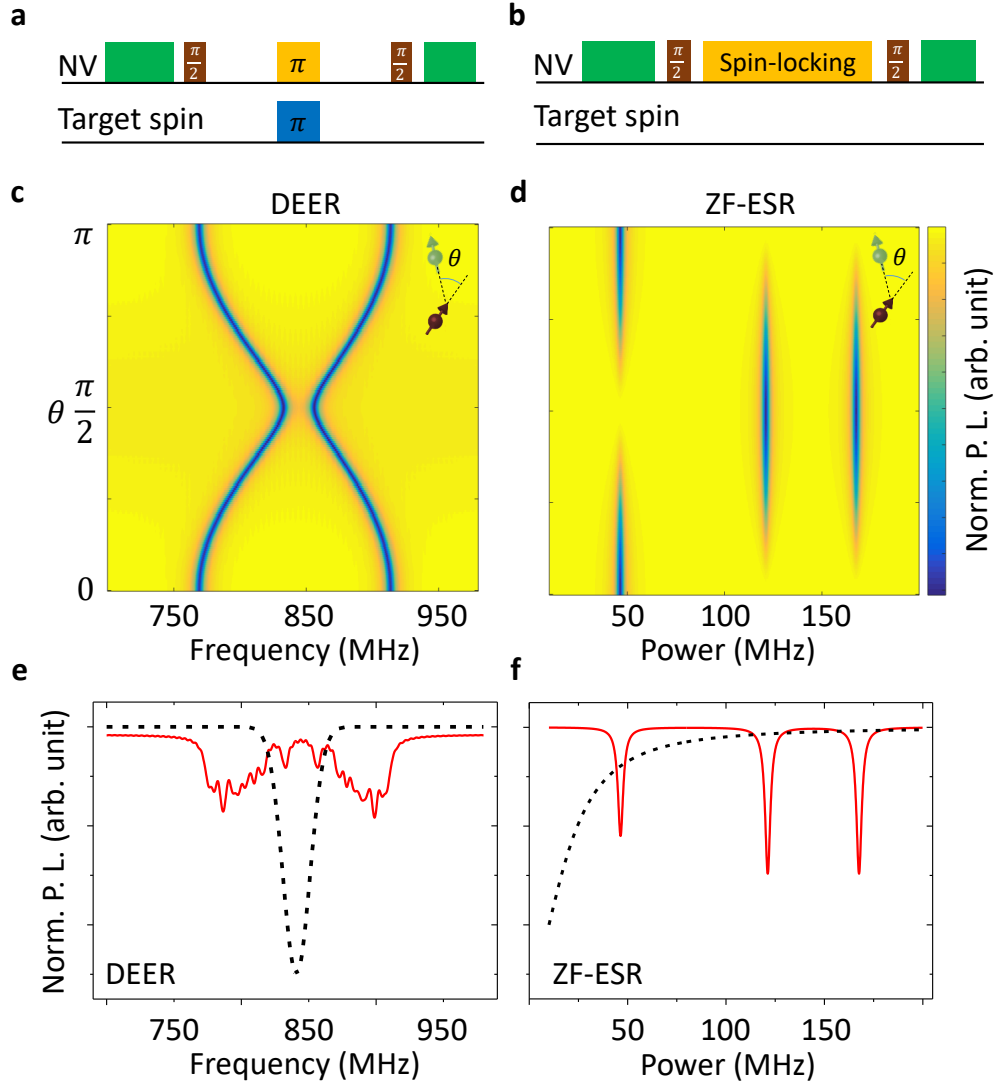 a
NV
π/2
π
π/2
Target spin
π
b
NV
π/2
Spin-locking
π/2
Target spin
c
DEER
θ
π
θ π/2
0
750 850 950
Frequency (MHz)
d
ZF-ESR
θ
50 100 150
Power (MHz)
Norm. P. L. (arb. unit)
e
Norm. P. L. (arb. unit)
DEER
750 850 950
Frequency (MHz)
f
ZF-ESR
50 100 150
Power (MHz)